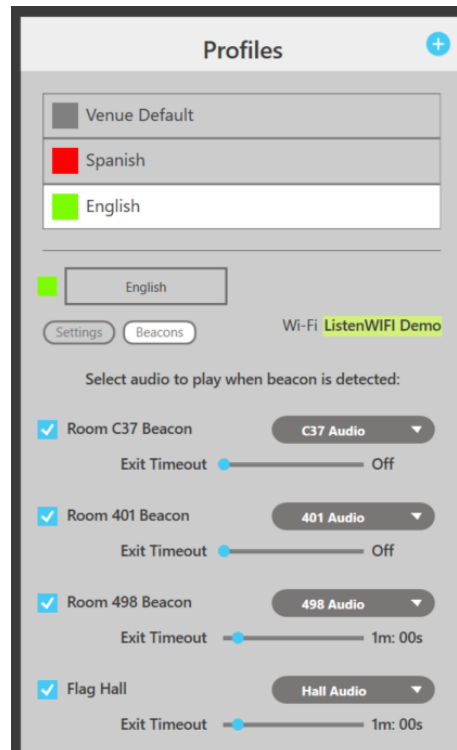 Profiles
Venue Default
Spanish
English
English
Settings Beacons Wi-Fi ListenWIFI Demo
Select audio to play when beacon is detected:
Room C37 Beacon C37 Audio
Exit Timeout Off
Room 401 Beacon 401 Audio
Exit Timeout Off
Room 498 Beacon 498 Audio
Exit Timeout 1m: 00s
Flag Hall Hall Audio
Exit Timeout 1m: 00s